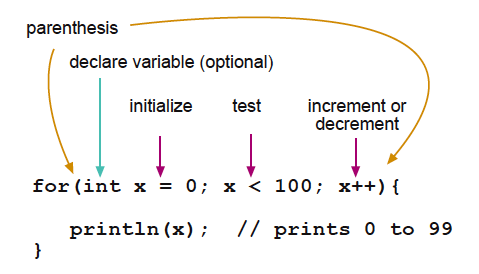 parenthesis
declare variable (optional)
initialize test increment or
decrement
for(int x = 0; x < 100; x++){
println(x); // prints 0 to 99
}